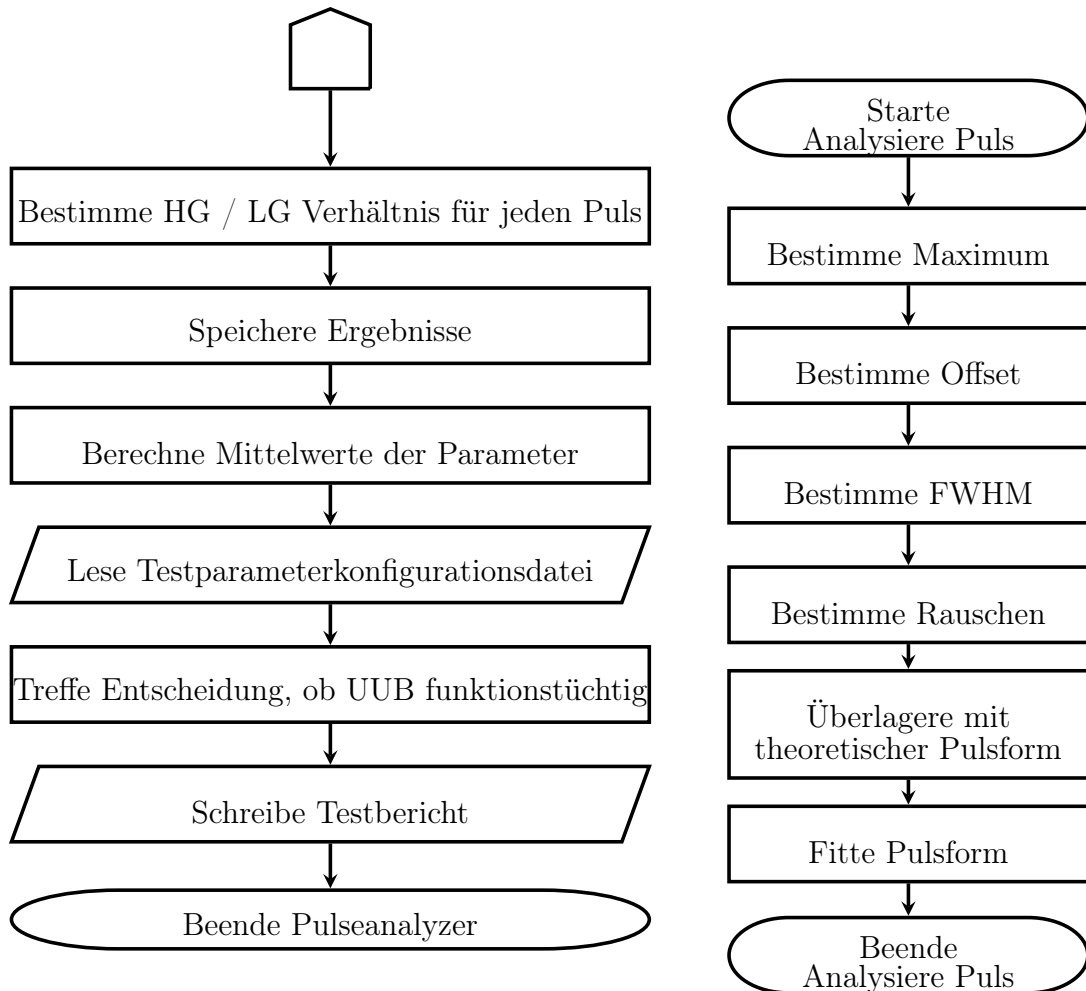 Bestimme HG / LG Verhältnis für jeden Puls
Speichere Ergebnisse
Berechne Mittelwerte der Parameter
Lese Testparameterkonfigurationsdatei
Treffe Entscheidung, ob UUB funktionstüchtig
Schreibe Testbericht
Beende Pulseanalyzer
Starte
Analysiere Puls
Bestimme Maximum
Bestimme Offset
Bestimme FWHM
Bestimme Rauschen
Überlagere mit
theoretischer Pulsform
Fitte Pulsform
Beende
Analysiere Puls